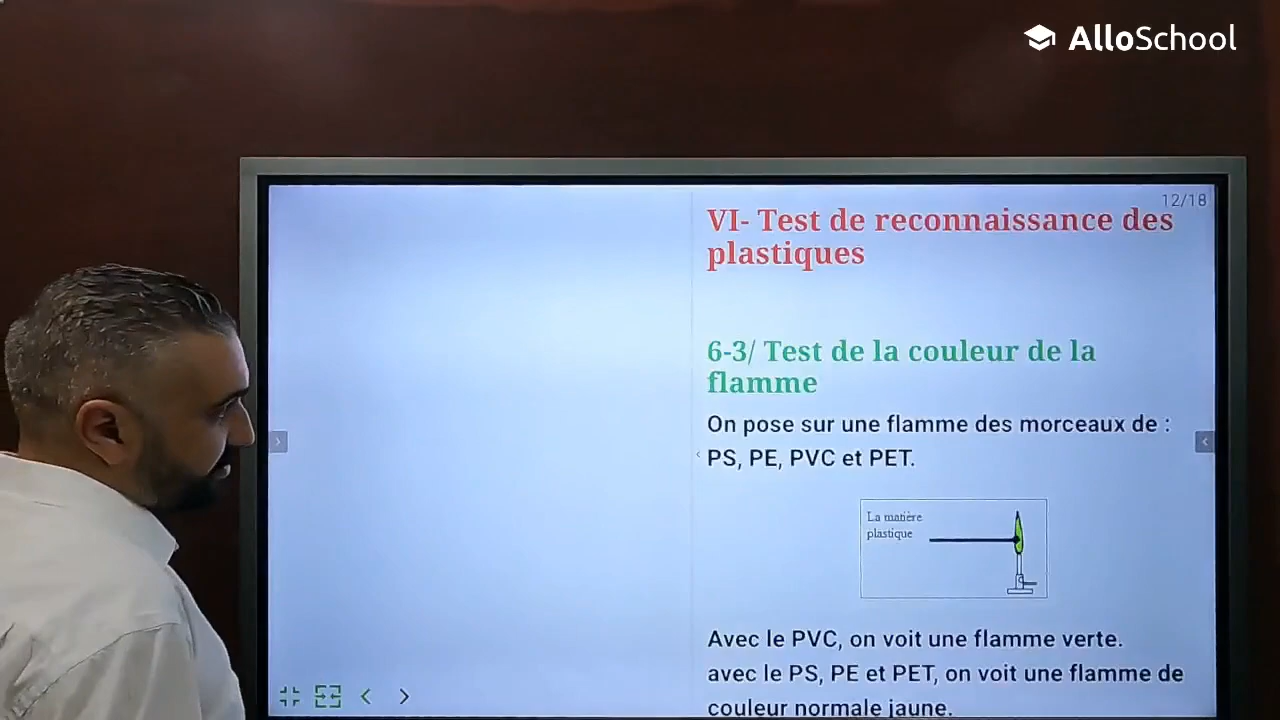 AlloSchool
12/18
VI- Test de reconnaissance des
plastiques
6-3/ Test de la couleur de la
flamme
On pose sur une flamme des morceaux de :
PS, PE, PVC et PET.
La matière
plastique
Avec le PVC, on voit une flamme verte.
avec le PS, PE et PET, on voit une flamme de
couleur normale jaune.